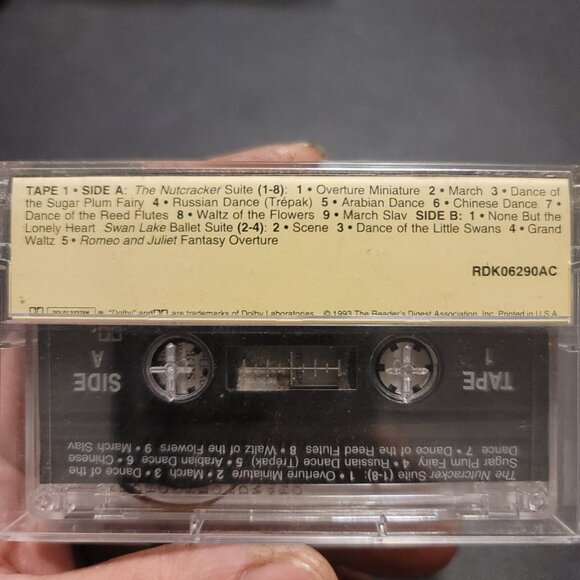 TAPE 1 • SIDE A: The Nutcracker Suite (1-8): 1 • Overture Miniature 2 • March 3 • Dance of
the Sugar Plum Fairy 4 • Russian Dance (Trépak) 5 • Arabian Dance 6 • Chinese Dance 7 •
Dance of the Reed Flutes 8 • Waltz of the Flowers 9 • March Slav SIDE B: 1 • None But the
Lonely Heart Swan Lake Ballet Suite (2-4): 2 • Scene 3 • Dance of the Little Swans 4 • Grand
Waltz 5 • Romeo and Juliet Fantasy Overture
RDK06290AC
DOLBY SYSTEM "Dolby" and are trademarks of Dolby Laboratories. © 1993 The Reader's Digest Association, Inc. Printed in U.S.A.
TAPE 1
SIDE A
The Nutcracker Suite (1-8): 1 • Overture Miniature 2 • March 3 • Dance of the
Sugar Plum Fairy 4 • Russian Dance (Trépak) 5 • Arabian Dance 6 • Chinese
Dance 7 • Dance of the Reed Flutes 8 • Waltz of the Flowers 9 • March Slav